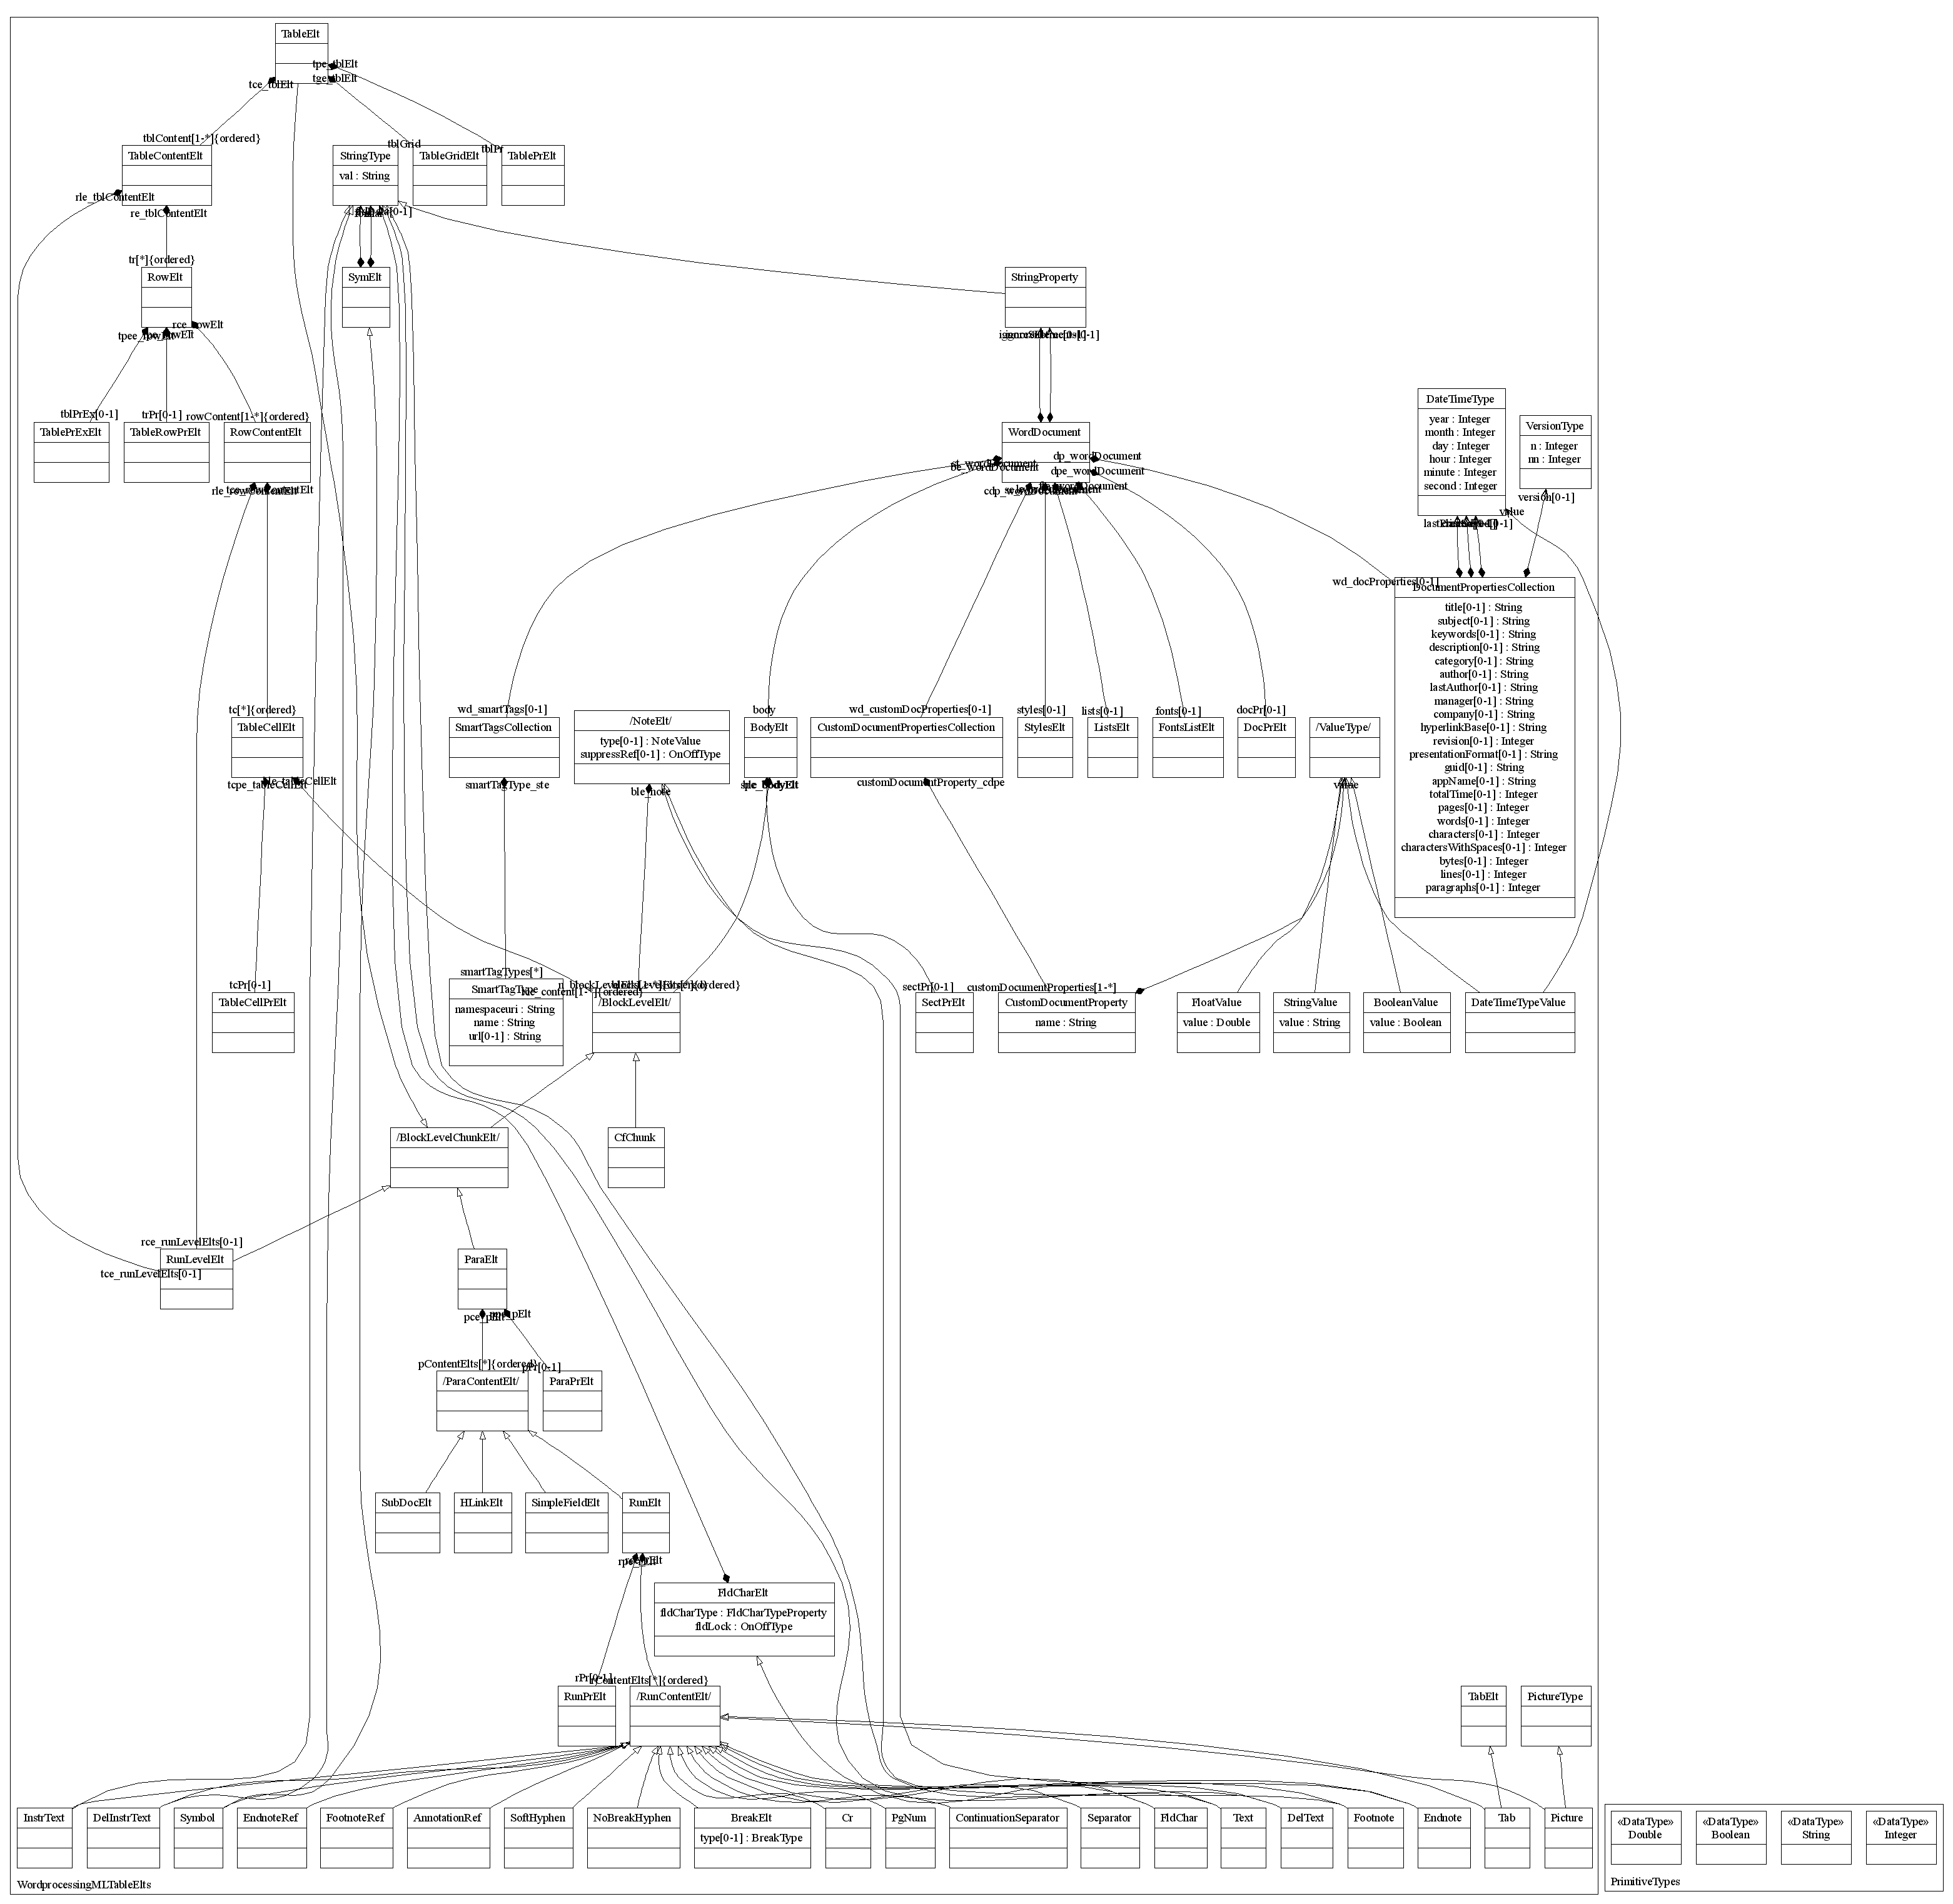 TableElt
tpe_tblElt
tge_tblElt
tce_tblElt
tblContent[1-*]{ordered}
tblGrid
tblPr
TableContentElt
StringType
val : String
TableGridElt
TablePrElt
rle_tblContentElt
re_tblContentElt
tr[*]{ordered}
RowElt
SymElt
StringProperty
rce_rowElt
tblPrEx[0-1]
trPr[0-1]
rowContent[1-*]{ordered}
TablePrExElt
TableRowPrElt
RowContentElt
WordDocument
dp_wordDocument
dpe_wordDocument
DateTimeType
year : Integer
month : Integer
day : Integer
hour : Integer
minute : Integer
second : Integer
VersionType
n : Integer
nn : Integer
version[0-1]
value
rle_rowContentElt
wd_docProperties[0-1]
DocumentPropertiesCollection
title[0-1] : String
subject[0-1] : String
keywords[0-1] : String
description[0-1] : String
category[0-1] : String
author[0-1] : String
lastAuthor[0-1] : String
manager[0-1] : String
company[0-1] : String
hyperlinkBase[0-1] : String
revision[0-1] : Integer
presentationFormat[0-1] : String
guid[0-1] : String
appName[0-1] : String
totalTime[0-1] : Integer
pages[0-1] : Integer
words[0-1] : Integer
characters[0-1] : Integer
charactersWithSpaces[0-1] : Integer
bytes[0-1] : Integer
lines[0-1] : Integer
paragraphs[0-1] : Integer
tc[*]{ordered}
wd_smartTags[0-1]
body
wd_customDocProperties[0-1]
styles[0-1]
lists[0-1]
fonts[0-1]
docPr[0-1]
TableCellElt
SmartTagsCollection
/NoteElt/
type[0-1] : NoteValue
suppressRef[0-1] : OnOffType
BodyElt
CustomDocumentPropertiesCollection
StylesElt
ListsElt
FontsListElt
DocPrElt
/ValueType/
tcpe_tableCellElt
smartTagType_ste
ble_note
customDocumentProperty_cdpe
value
tcPr[0-1]
smartTagTypes[*]
sectPr[0-1]
customDocumentProperties[1-*]
TableCellPrElt
SmartTagType
namespaceuri : String
name : String
url[0-1] : String
/BlockLevelElt/
SectPrElt
CustomDocumentProperty
name : String
FloatValue
value : Double
StringValue
value : String
BooleanValue
value : Boolean
DateTimeTypeValue
/BlockLevelChunkElt/
CfChunk
rce_runLevelElts[0-1]
RunLevelElt
tce_runLevelElts[0-1]
ParaElt
pce_pElt
pContentElts[*]{ordered}
pPr[0-1]
/ParaContentElt/
ParaPrElt
SubDocElt
HLinkElt
SimpleFieldElt
RunElt
FldCharElt
fldCharType : FldCharTypeProperty
fldLock : OnOffType
rPr[0-1]
rContentElts[*]{ordered}
RunPrElt
/RunContentElt/
TabElt
PictureType
InstrText
DelInstrText
Symbol
EndnoteRef
FootnoteRef
AnnotationRef
SoftHyphen
NoBreakHyphen
BreakElt
type[0-1] : BreakType
Cr
PgNum
ContinuationSeparator
Separator
FldChar
Text
DelText
Footnote
Endnote
Tab
Picture
WordprocessingMLTableElts
«DataType»
Double
«DataType»
Boolean
«DataType»
String
«DataType»
Integer
PrimitiveTypes